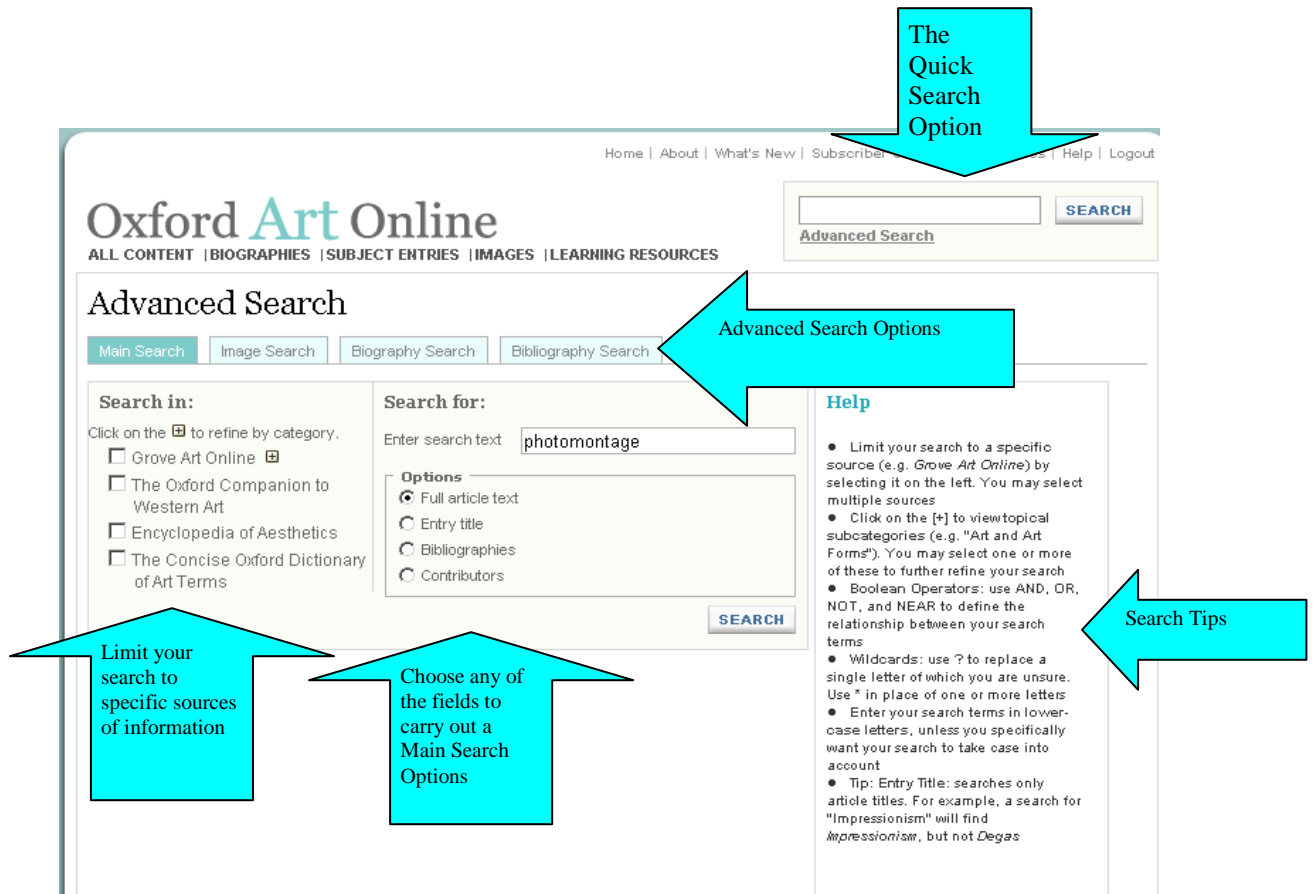 The
Quick
Search
Option
Home | About | What's New | Subscriber | Help | Logout
Oxford Art Online
ALL CONTENT |BIOGRAPHIES |SUBJECT ENTRIES |IMAGES |LEARNING RESOURCES
SEARCH
Advanced Search
Advanced Search
Main Search
Image Search
Biography Search
Bibliography Search
Advanced Search Options
Search in:
Click on the ⊞ to refine by category.
Grove Art Online ⊞
The Oxford Companion to
Western Art
Encyclopedia of Aesthetics
The Concise Oxford Dictionary
of Art Terms
Search for:
Enter search text photomontage
Options
Full article text
Entry title
Bibliographies
Contributors
SEARCH
Limit your
search to
specific sources
of information
Choose any of
the fields to
carry out a
Main Search
Options
Help
● Limit your search to a specific
source (e.g. Grove Art Online) by
selecting it on the left. You may select
multiple sources
● Click on the [+] to view topical
subcategories (e.g. "Art and Art
Forms"). You may select one or more
of these to further refine your search
● Boolean Operators: use AND, OR,
NOT, and NEAR to define the
relationship between your search
terms
● Wildcards: use ? to replace a
single letter of which you are unsure.
Use * in place of one or more letters
● Enter your search terms in lower-
case letters, unless you specifically
want your search to take case into
account
● Tip: Entry Title: searches only
article titles. For example, a search for
"Impressionism" will find
Impressionism, but not Degas
Search Tips